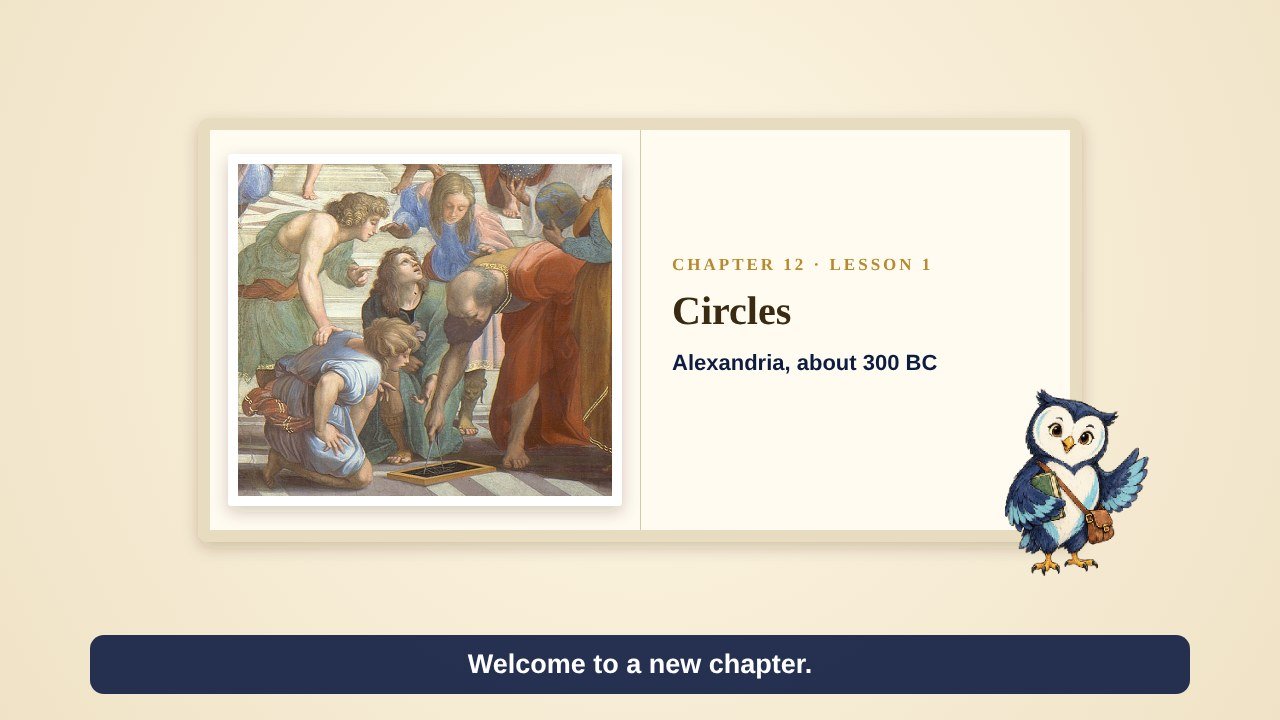 CHAPTER 12 · LESSON 1
Circles
Alexandria, about 300 BC
Welcome to a new chapter.